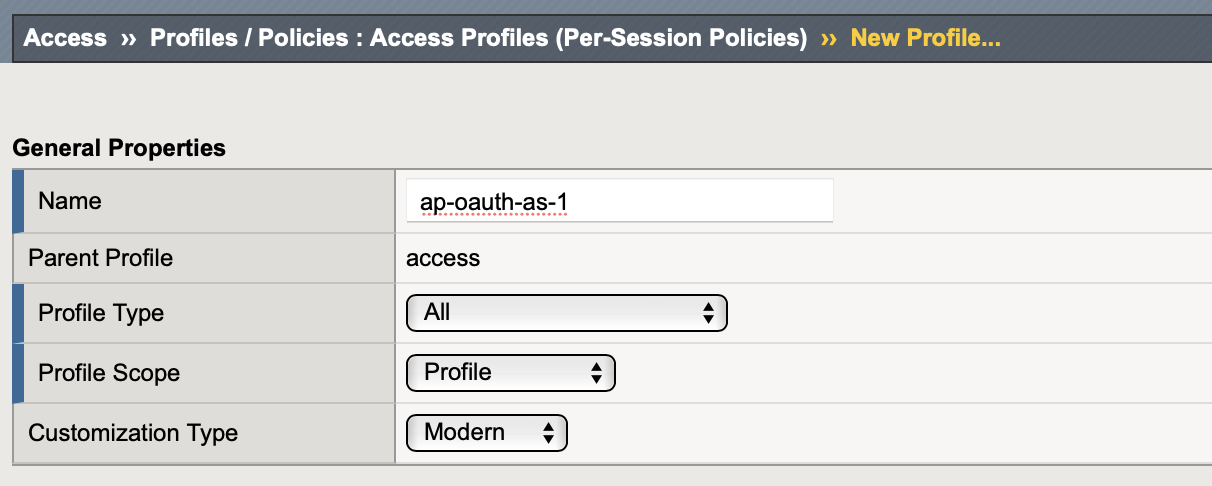 Access ›› Profiles / Policies : Access Profiles (Per-Session Policies) ›› New Profile...
General Properties
Name ap-oauth-as-1
Parent Profile access
Profile Type All
Profile Scope Profile
Customization Type Modern